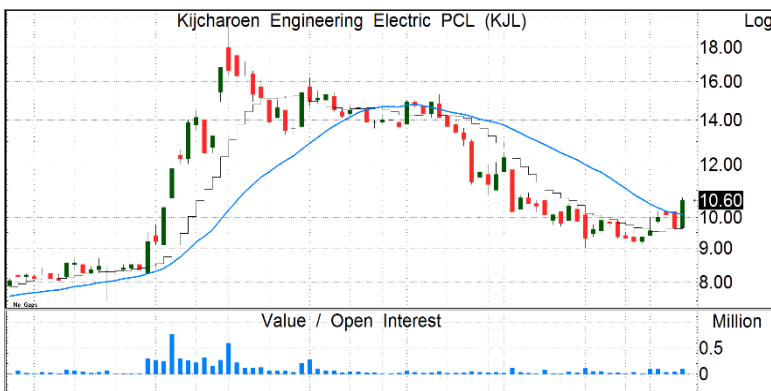 Kijcharoen Engineering Electric PCL (KJL)
Log
18.00
16.00
14.00
12.00
10.60
10.00
9.00
8.00
No Gaps
Value / Open Interest
Million
0.5
0